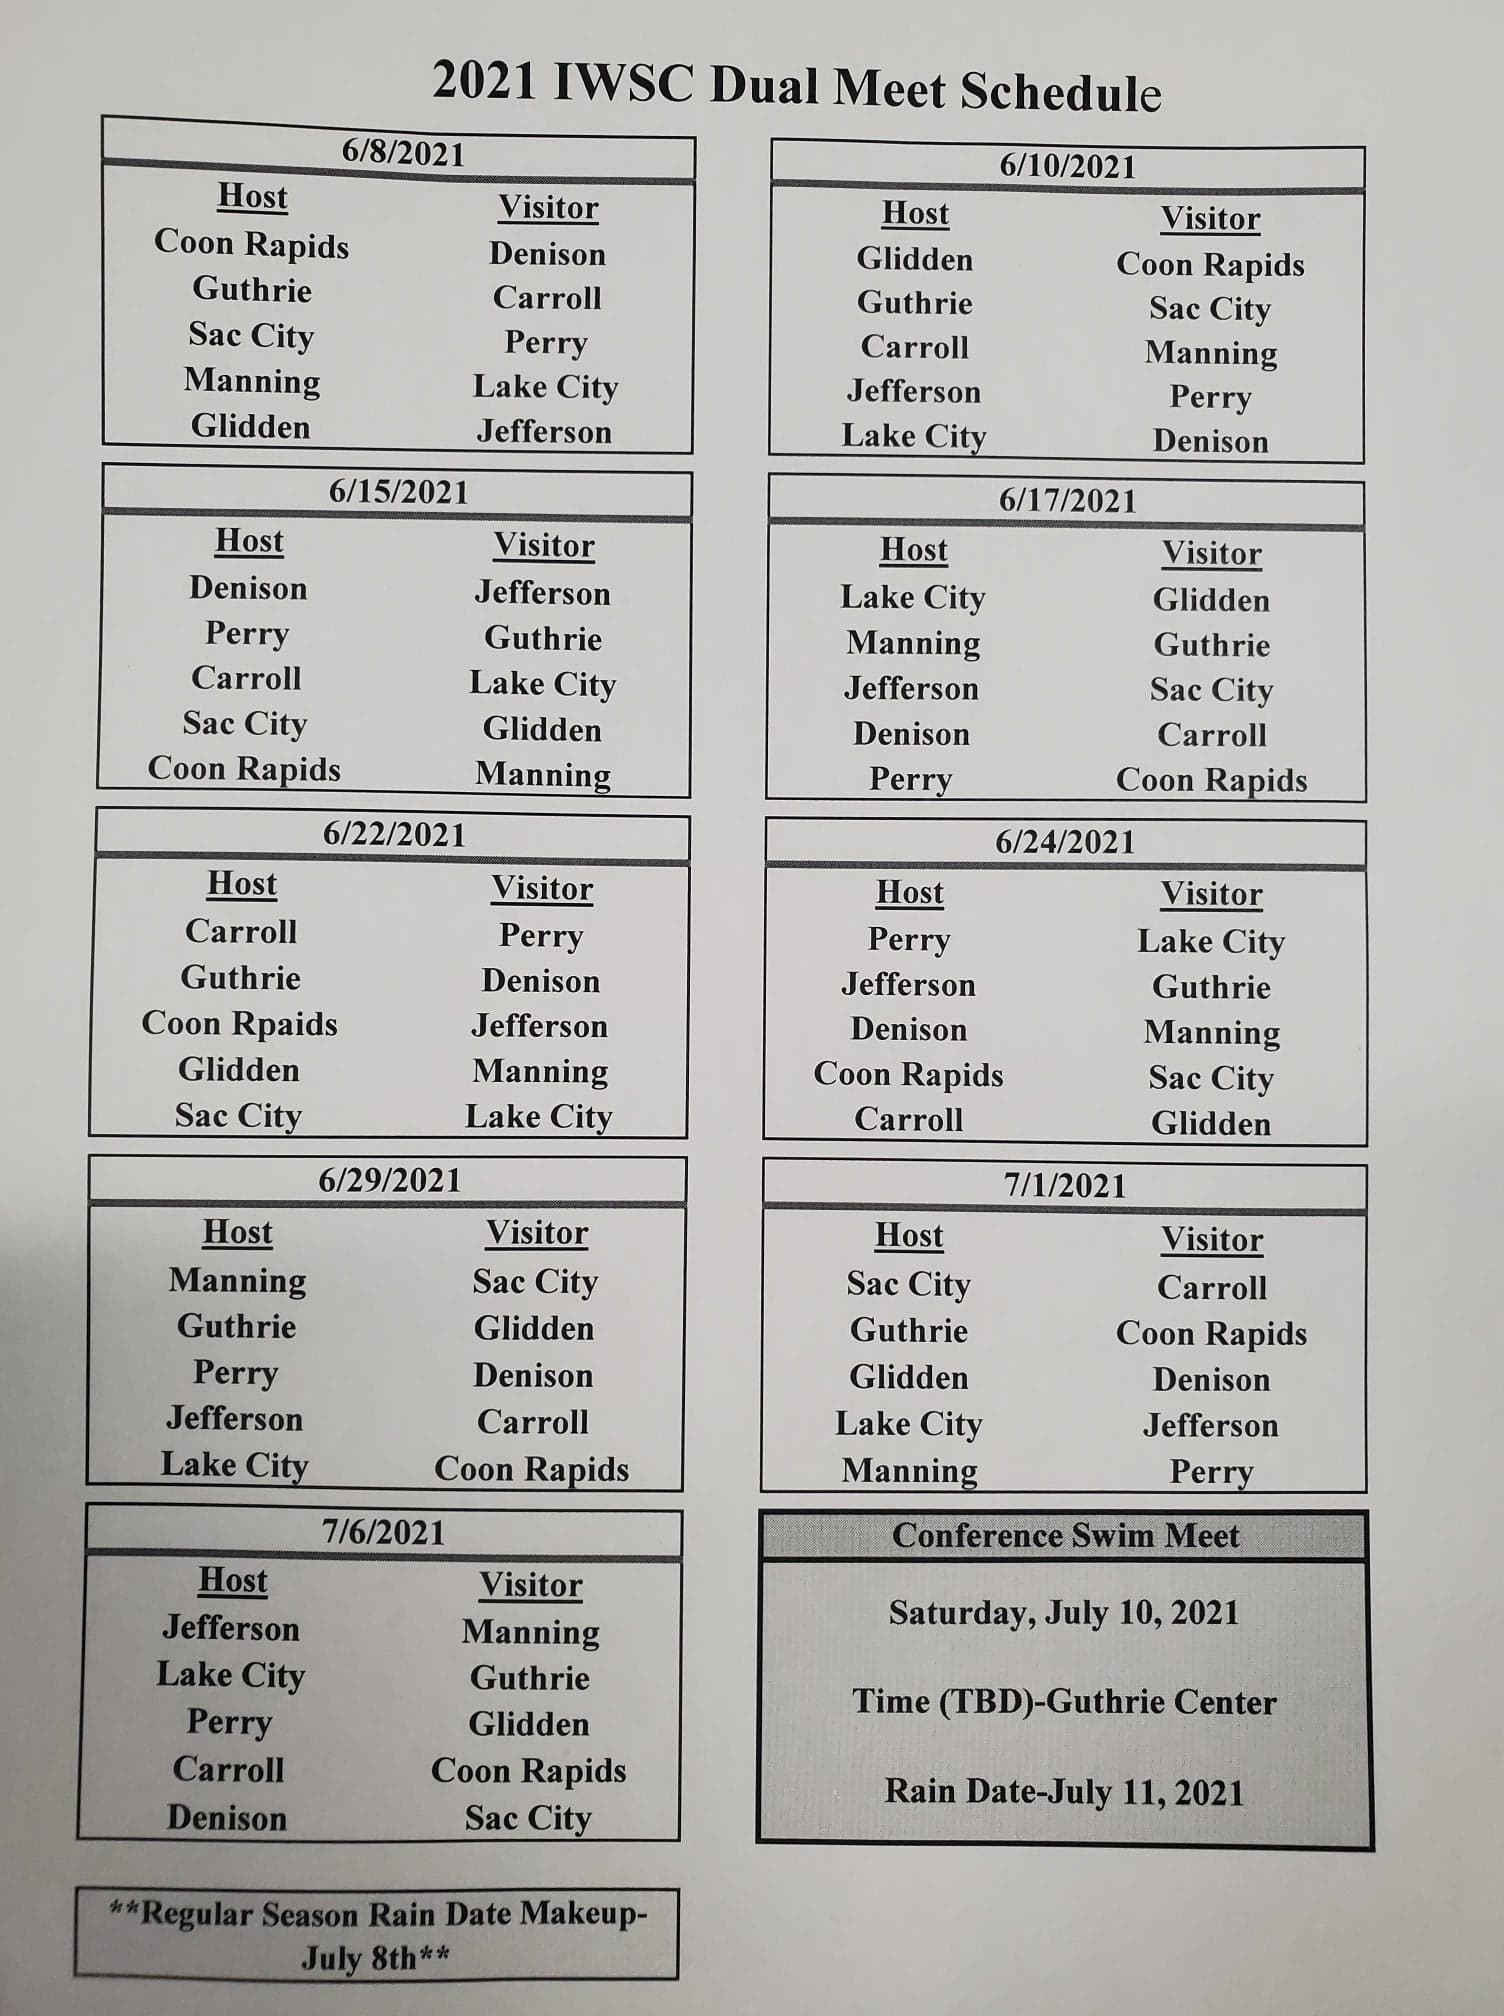 2021 IWSC Dual Meet Schedule
6/8/2021
Host Visitor
Coon Rapids Denison
Guthrie Carroll
Sac City Perry
Manning Lake City
Glidden Jefferson
6/10/2021
Host Visitor
Glidden Coon Rapids
Guthrie Sac City
Carroll Manning
Jefferson Perry
Lake City Denison
6/15/2021
Host Visitor
Denison Jefferson
Perry Guthrie
Carroll Lake City
Sac City Glidden
Coon Rapids Manning
6/17/2021
Host Visitor
Lake City Glidden
Manning Guthrie
Jefferson Sac City
Denison Carroll
Perry Coon Rapids
6/22/2021
Host Visitor
Carroll Perry
Guthrie Denison
Coon Rpaids Jefferson
Glidden Manning
Sac City Lake City
6/24/2021
Host Visitor
Perry Lake City
Jefferson Guthrie
Denison Manning
Coon Rapids Sac City
Carroll Glidden
6/29/2021
Host Visitor
Manning Sac City
Guthrie Glidden
Perry Denison
Jefferson Carroll
Lake City Coon Rapids
7/1/2021
Host Visitor
Sac City Carroll
Guthrie Coon Rapids
Glidden Denison
Lake City Jefferson
Manning Perry
7/6/2021
Host Visitor
Jefferson Manning
Lake City Guthrie
Perry Glidden
Carroll Coon Rapids
Denison Sac City
Conference Swim Meet
Saturday, July 10, 2021
Time (TBD)-Guthrie Center
Rain Date-July 11, 2021
**Regular Season Rain Date Makeup-
July 8th**